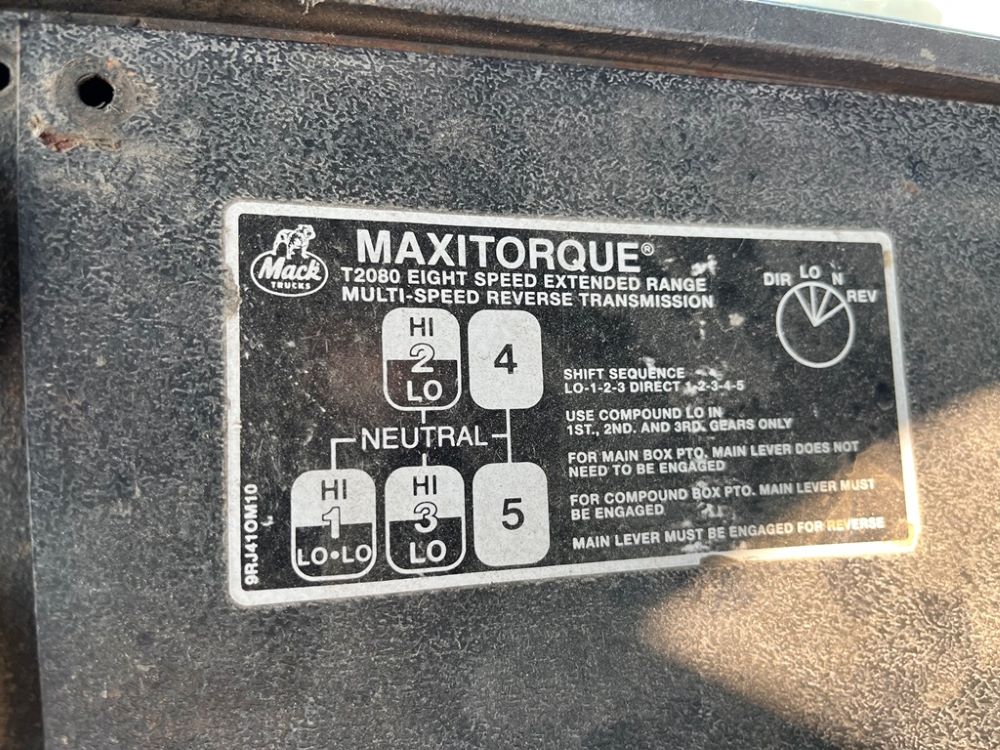 Mack
TRUCKS
MAXITORQUE®
T2080 EIGHT SPEED EXTENDED RANGE
MULTI-SPEED REVERSE TRANSMISSION
DIR LO N REV
HI
2
LO
4
NEUTRAL
HI
1
LO•LO
HI
3
LO
5
SHIFT SEQUENCE
LO-1-2-3 DIRECT 1-2-3-4-5
USE COMPOUND LO IN
1ST., 2ND. AND 3RD. GEARS ONLY
FOR MAIN BOX PTO. MAIN LEVER DOES NOT
NEED TO BE ENGAGED
FOR COMPOUND BOX PTO. MAIN LEVER MUST
BE ENGAGED
MAIN LEVER MUST BE ENGAGED FOR REVERSE
9RJ41OM10